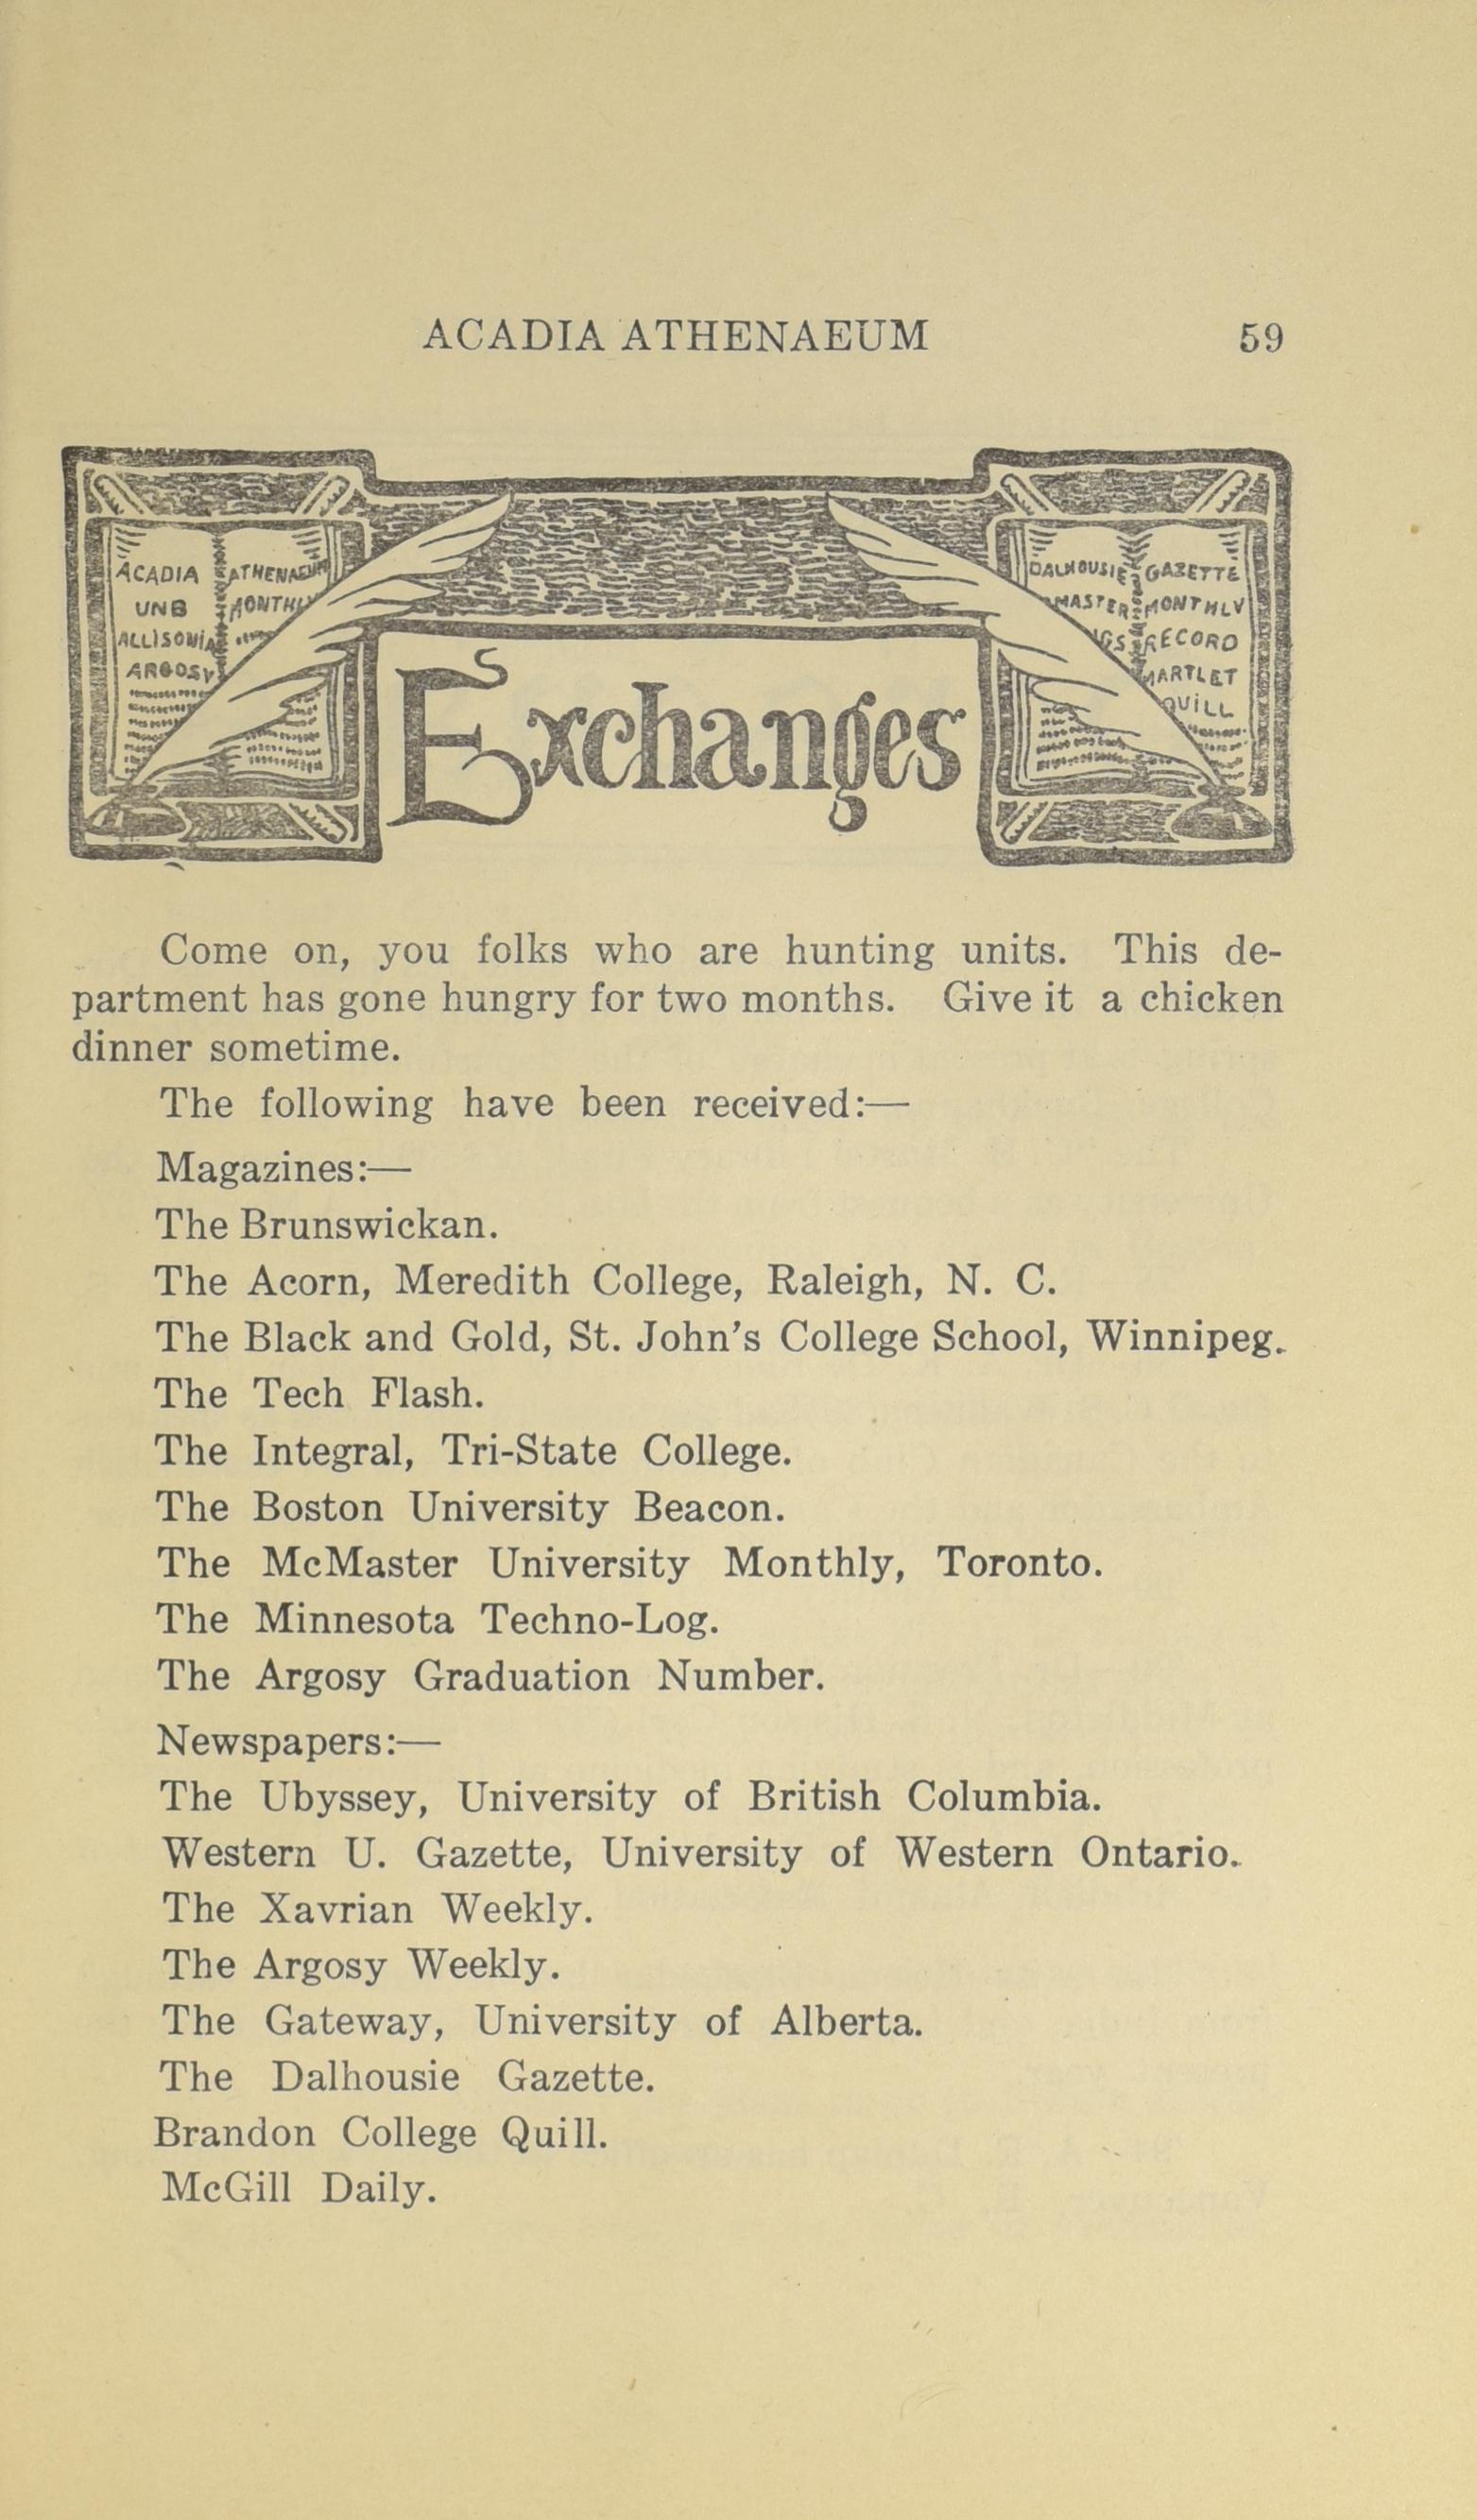 ACADIA ATHENAEUM 59
ACADIA ATHENAEUM
UNB MONTHLY
ALLISONIA
ARGOSY
DALHOUSIE GAZETTE
MASTER MONTHLY
GS RECORD
MARTLET
QUILL
Exchanges
Come on, you folks who are hunting units. This de-
partment has gone hungry for two months. Give it a chicken
dinner sometime.
The following have been received:—
Magazines:—
The Brunswickan.
The Acorn, Meredith College, Raleigh, N. C.
The Black and Gold, St. John's College School, Winnipeg.
The Tech Flash.
The Integral, Tri-State College.
The Boston University Beacon.
The McMaster University Monthly, Toronto.
The Minnesota Techno-Log.
The Argosy Graduation Number.
Newspapers:—
The Ubyssey, University of British Columbia.
Western U. Gazette, University of Western Ontario.
The Xavrian Weekly.
The Argosy Weekly.
The Gateway, University of Alberta.
The Dalhousie Gazette.
Brandon College Quill.
McGill Daily.